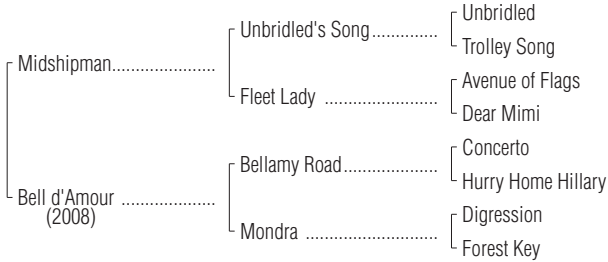 Unbridled
Unbridled's Song..............
Trolley Song
Midshipman......................
Avenue of Flags
Fleet Lady ........................
Dear Mimi
Concerto
Bellamy Road....................
Hurry Home Hillary
Bell d'Amour ....................
(2008)
Digression
Mondra ............................
Forest Key